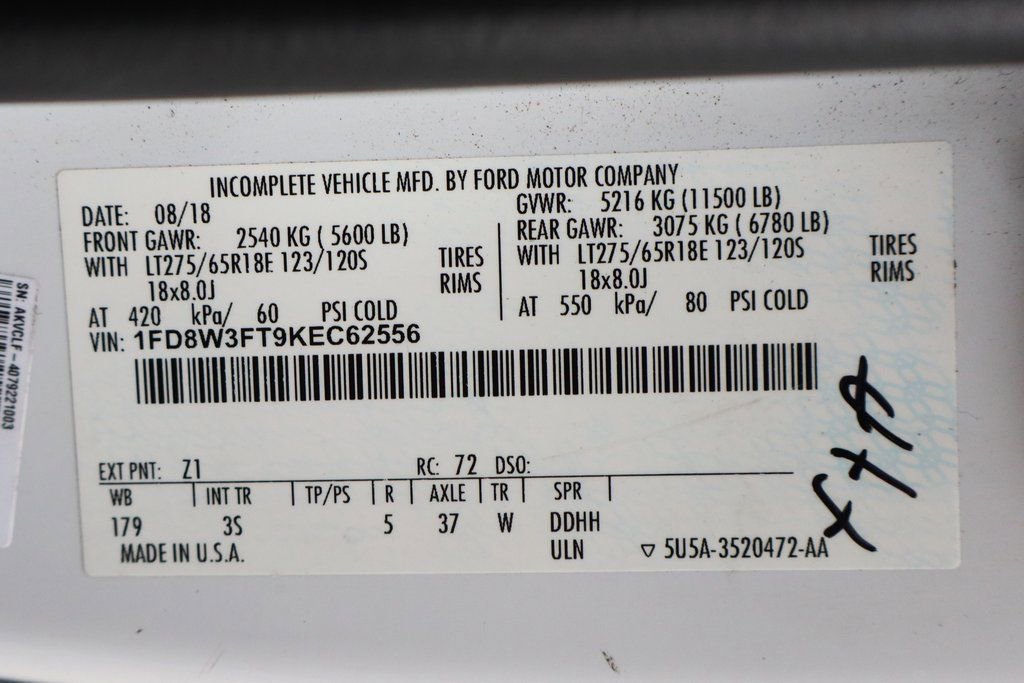 INCOMPLETE VEHICLE MFD. BY FORD MOTOR COMPANY
DATE: 08/18 GVWR: 5216 KG (11500 LB)
FRONT GAWR: 2540 KG ( 5600 LB) REAR GAWR: 3075 KG ( 6780 LB)
WITH LT275/65R18E 123/120S TIRES WITH LT275/65R18E 123/120S TIRES
18x8.0J RIMS 18x8.0J RIMS
AT 420 kPa/ 60 PSI COLD AT 550 kPa/ 80 PSI COLD
VIN: 1FD8W3FT9KEC62556
EXT PNT: Z1 RC: 72 DSO:
WB INT TR TP/PS R AXLE TR SPR
179 3S 5 37 W DDHH
MADE IN U.S.A. ULN 5U5A-3520472-AA
SN: AKVCLF - 4079221003